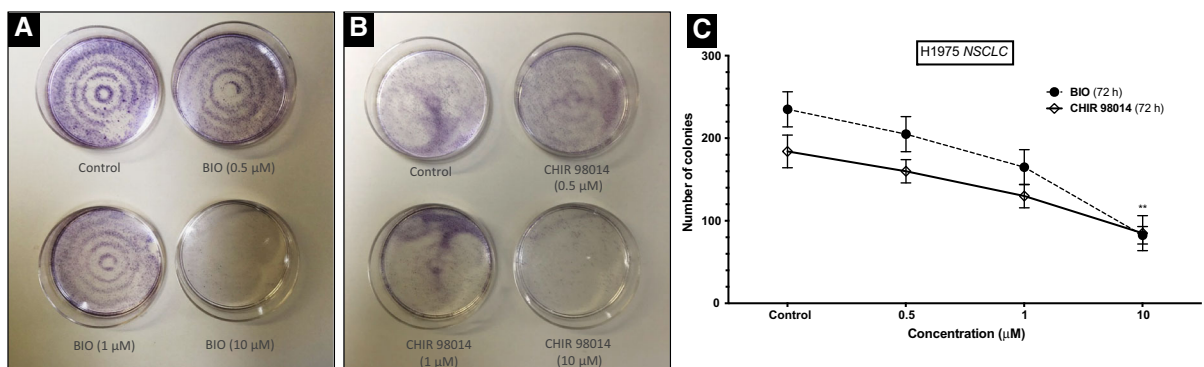 A
Control
BIO (0.5 µM)
BIO (1 µM)
BIO (10 µM)
B
Control
CHIR 98014
(0.5 µM)
CHIR 98014
(1 µM)
CHIR 98014
(10 µM)
C
H1975 NSCLC
BIO (72 h)
CHIR 98014 (72 h)
Number of colonies
300
200
100
0
**
Control
0.5
1
10
Concentration (µM)